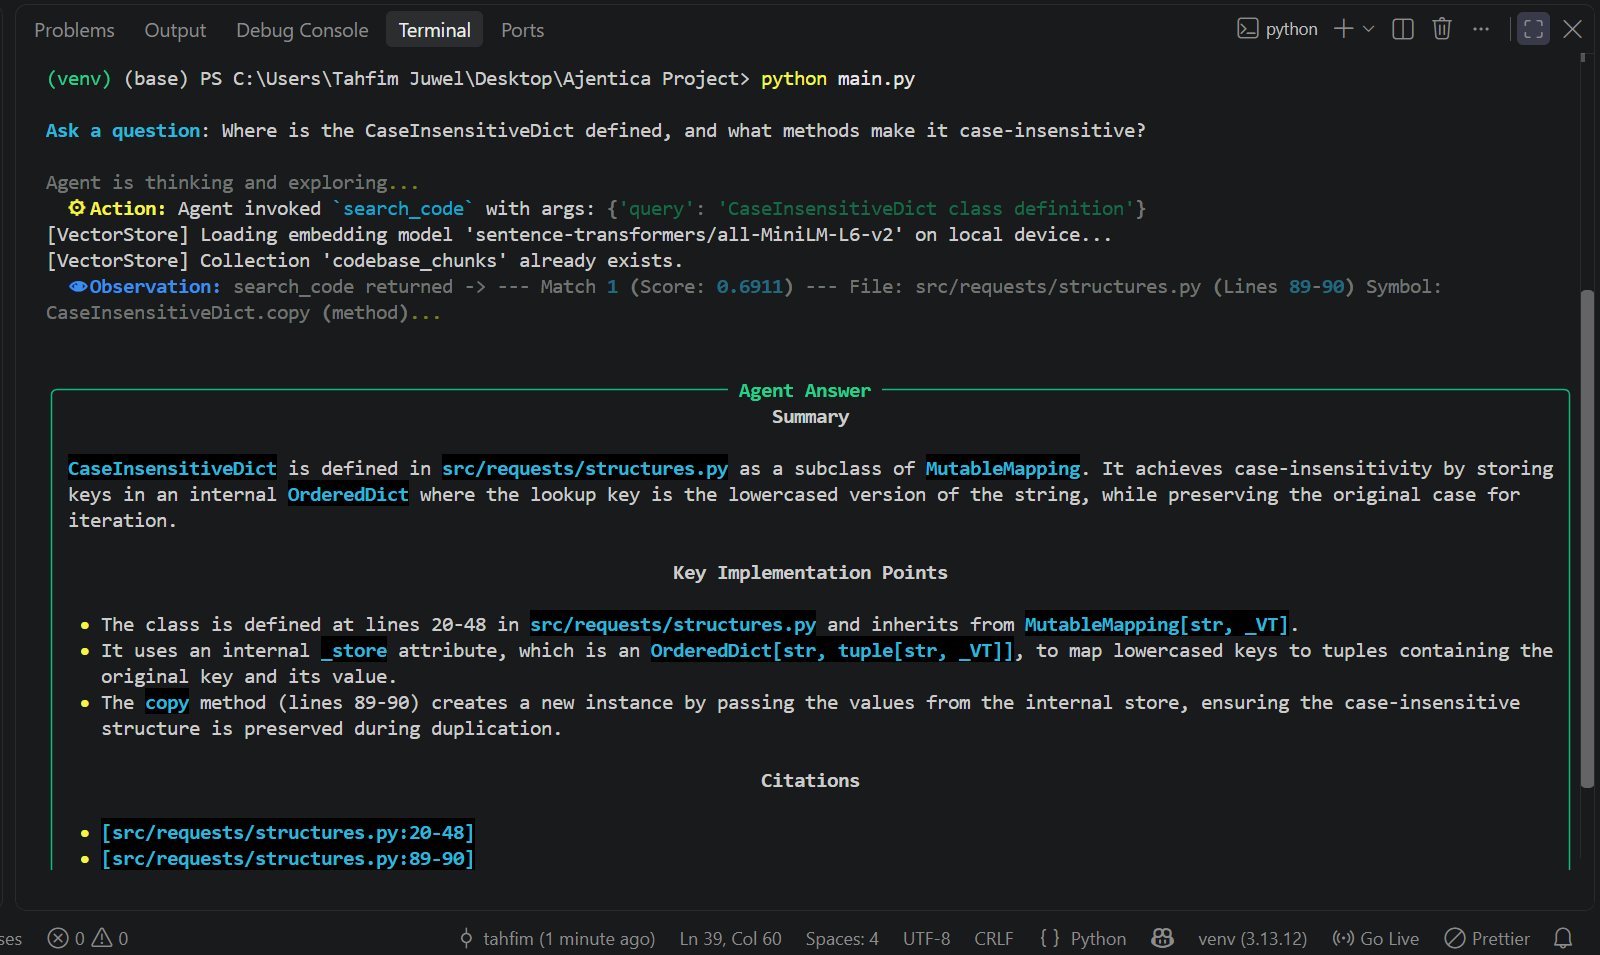 Problems Output Debug Console Terminal Ports python
(venv) (base) PS C:\Users\Tahfim Juwel\Desktop\Ajentica Project> python main.py
Ask a question: Where is the CaseInsensitiveDict defined, and what methods make it case-insensitive?
Agent is thinking and exploring...
Action: Agent invoked `search_code` with args: {'query': 'CaseInsensitiveDict class definition'}
[VectorStore] Loading embedding model 'sentence-transformers/all-MiniLM-L6-v2' on local device...
[VectorStore] Collection 'codebase_chunks' already exists.
Observation: search_code returned -> --- Match 1 (Score: 0.6911) --- File: src/requests/structures.py (Lines 89-90) Symbol:
CaseInsensitiveDict.copy (method)...
Agent Answer
Summary
CaseInsensitiveDict is defined in src/requests/structures.py as a subclass of MutableMapping. It achieves case-insensitivity by storing
keys in an internal OrderedDict where the lookup key is the lowercased version of the string, while preserving the original case for
iteration.
Key Implementation Points
• The class is defined at lines 20-48 in src/requests/structures.py and inherits from MutableMapping[str, _VT].
• It uses an internal _store attribute, which is an OrderedDict[str, tuple[str, _VT]], to map lowercased keys to tuples containing the
original key and its value.
• The copy method (lines 89-90) creates a new instance by passing the values from the internal store, ensuring the case-insensitive
structure is preserved during duplication.
Citations
• [src/requests/structures.py:20-48]
• [src/requests/structures.py:89-90]
ses 0 0 tahfim (1 minute ago) Ln 39, Col 60 Spaces: 4 UTF-8 CRLF { } Python venv (3.13.12) Go Live Prettier